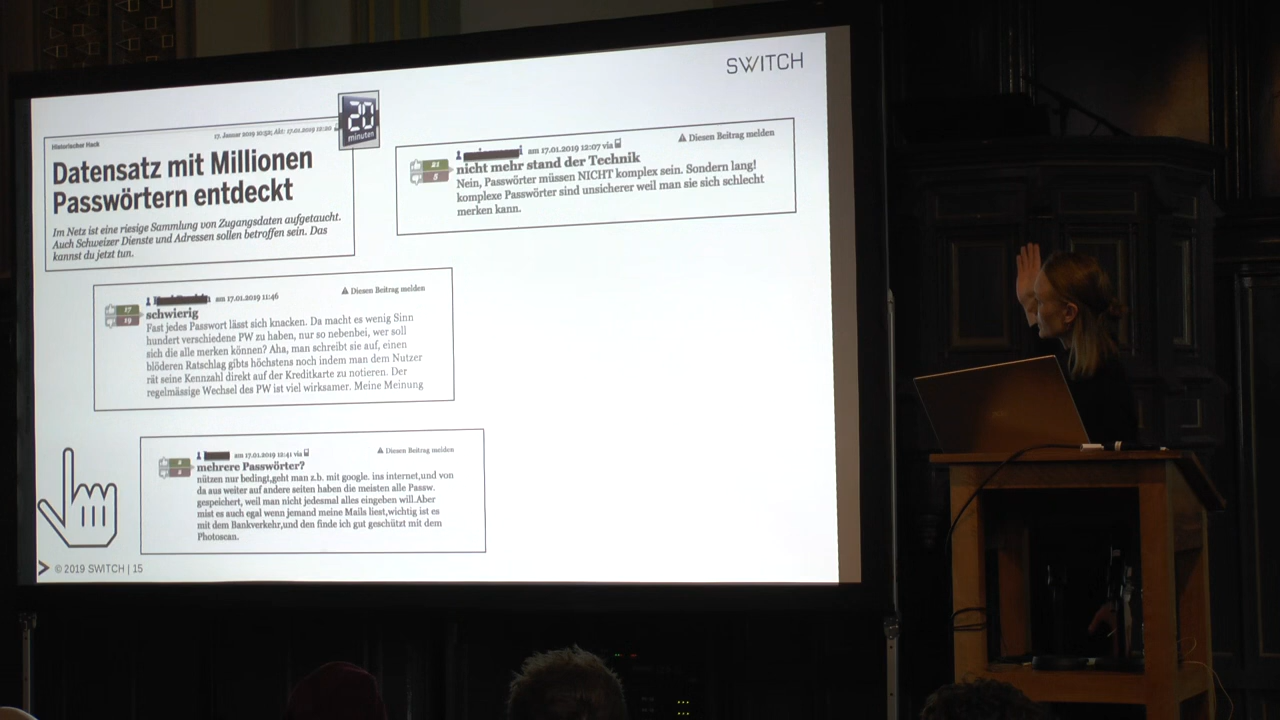 SWITCH
20
minuten
Historischer Hack
17. Januar 2019 10:52; Akt: 17.01.2019 12:20
Datensatz mit Millionen
Passwörtern entdeckt
Im Netz ist eine riesige Sammlung von Zugangsdaten aufgetaucht.
Auch Schweizer Dienste und Adressen sollen betroffen sein. Das
kannst du jetzt tun.
am 17.01.2019 12:07 via
Diesen Beitrag melden
21
5
nicht mehr stand der Technik
Nein, Passwörter müssen NICHT komplex sein. Sondern lang!
komplexe Passwörter sind unsicherer weil man sie sich schlecht
merken kann.
am 17.01.2019 11:46
Diesen Beitrag melden
17
19
schwierig
Fast jedes Passwort lässt sich knacken. Da macht es wenig Sinn
hundert verschiedene PW zu haben, nur so nebenbei, wer soll
sich die alle merken können? Aha, man schreibt sie auf, einen
blöderen Ratschlag gibts höchstens noch indem man dem Nutzer
rät seine Kennzahl direkt auf der Kreditkarte zu notieren. Der
regelmässige Wechsel des PW ist viel wirksamer. Meine Meinung
am 17.01.2019 12:41 via
Diesen Beitrag melden
mehrere Passwörter?
nützen nur bedingt,geht man z.b. mit google. ins internet,und von
da aus weiter auf andere seiten haben die meisten alle Passw.
gespeichert, weil man nicht jedesmal alles eingeben will.Aber
mist es auch egal wenn jemand meine Mails liest,wichtig ist es
mit dem Bankverkehr,und den finde ich gut geschützt mit dem
Photoscan.
© 2019 SWITCH | 15